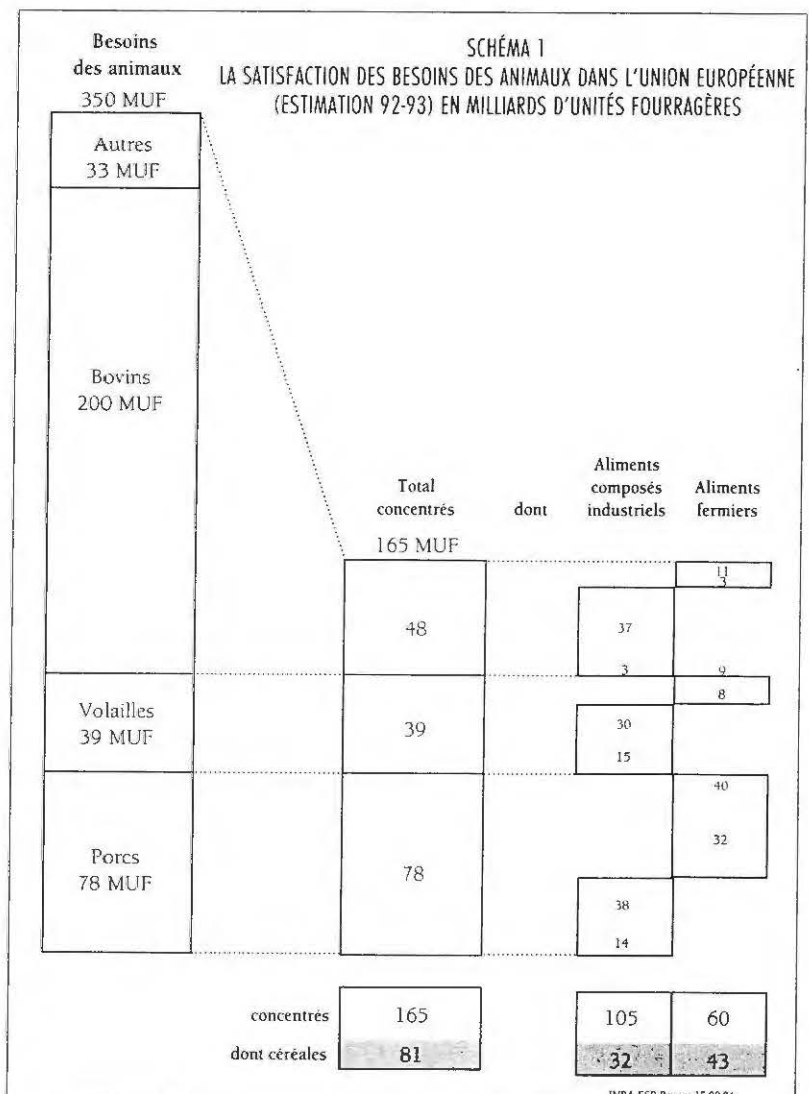 Besoins
des animaux
350 MUF
SCHÉMA 1
LA SATISFACTION DES BESOINS DES ANIMAUX DANS L'UNION EUROPÉENNE
(ESTIMATION 92-93) EN MILLIARDS D'UNITÉS FOURRAGÈRES
Autres
33 MUF
Bovins
200 MUF
Volailles
39 MUF
Porcs
78 MUF
Total
concentrés
165 MUF
48
39
78
dont
Aliments
composés
industriels
37
3
30
15
38
14
Aliments
fermiers
11
3
9
8
40
32
concentrés 165 105 60
dont céréales 81 32 43